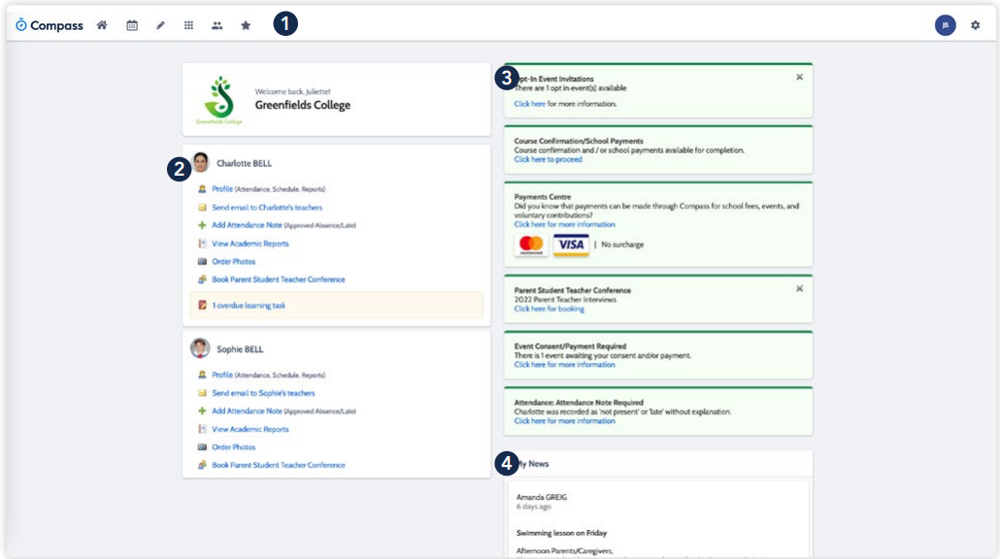 Compass
1
JB
Welcome back, Juliette!
Greenfields College
Greenfields College
2
Charlotte BELL
Profile (Attendance, Schedule, Reports)
Send email to Charlotte's teachers
Add Attendance Note (Approved Absence/Late)
View Academic Reports
Order Photos
Book Parent Student Teacher Conference
1 overdue learning task
Sophie BELL
Profile (Attendance, Schedule, Reports)
Send email to Sophie's teachers
Add Attendance Note (Approved Absence/Late)
View Academic Reports
Order Photos
Book Parent Student Teacher Conference
3
pt-In Event Invitations
There are 1 opt in event(s) available
Click here for more information.
Course Confirmation/School Payments
Course confirmation and / or school payments available for completion.
Click here to proceed
Payments Centre
Did you know that payments can be made through Compass for school fees, events, and
voluntary contributions?
Click here for more information
mastercard VISA | No surcharge
Parent Student Teacher Conference
2022 Parent Teacher Interviews
Click here for booking
Event Consent/Payment Required
There is 1 event awaiting your consent and/or payment.
Click here for more information
Attendance: Attendance Note Required
Charlotte was recorded as 'not present' or 'late' without explanation.
Click here for more information
4
My News
Amanda GREIG
6 days ago
Swimming lesson on Friday
Afternoon Parents/Caregivers,